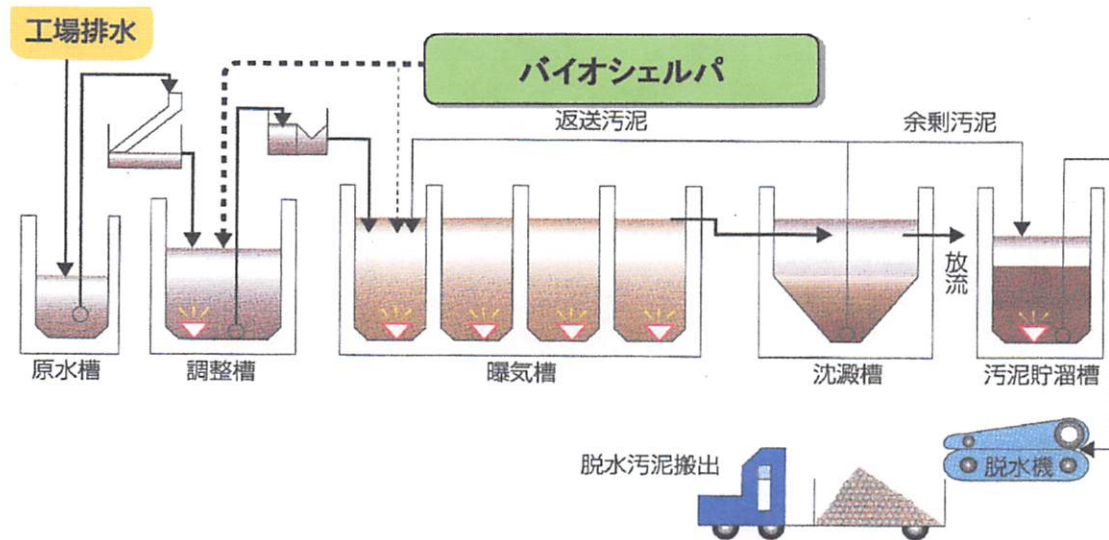 工場排水
バイオシェルパ
返送汚泥
余剰汚泥
放流
原水槽
調整槽
曝気槽
沈澱槽
汚泥貯溜槽
脱水汚泥搬出
脱水機